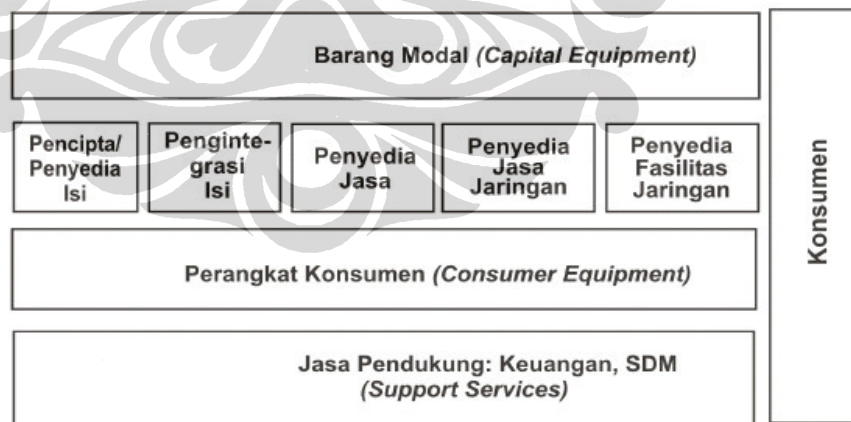 Barang Modal (Capital Equipment)
Pencipta/
Penyedia
Isi
Penginte-
grasi
Isi
Penyedia
Jasa
Penyedia
Jasa
Jaringan
Penyedia
Fasilitas
Jaringan
Perangkat Konsumen (Consumer Equipment)
Jasa Pendukung: Keuangan, SDM
(Support Services)
Konsumen